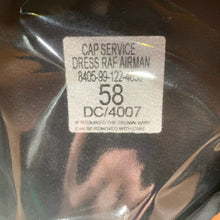 CAP SERVICE
DRESS RAF AIRMAN
8405-99-122-
58
DC/4007
IF REQUIRED THE CROWN WIRE
CAN BE REMOVED WITH CARE